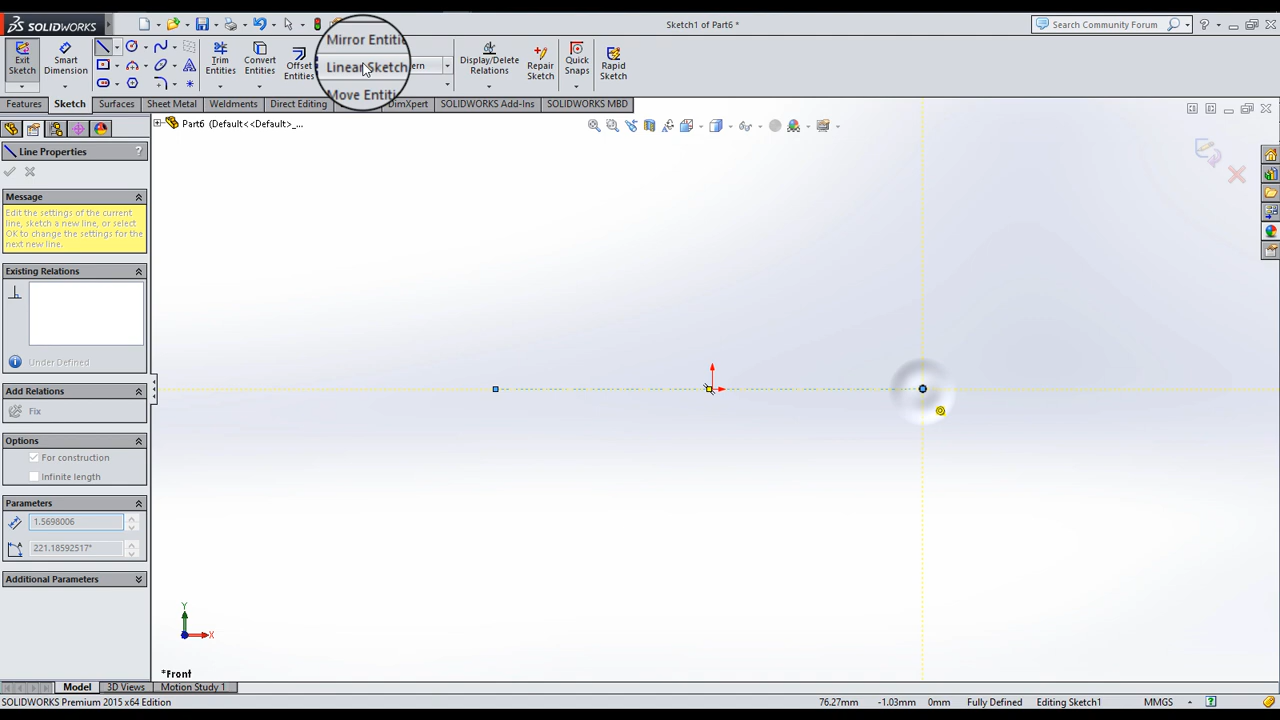 SOLIDWORKS
Sketch1 of Part6 *
Search Community Forum
Exit Sketch
Smart Dimension
Trim Entities
Convert Entities
Offset Entities
Mirror Entitie
Linear Sketch
ern
Move Entiti
Display/Delete Relations
Repair Sketch
Quick Snaps
Rapid Sketch
Features
Sketch
Surfaces
Sheet Metal
Weldments
Direct Editing
DimXpert
SOLIDWORKS Add-Ins
SOLIDWORKS MBD
Part6 (Default<<Default>_...
Line Properties
?
Message
Edit the settings of the current
line, sketch a new line, or select
OK to change the settings for the
next new line.
Existing Relations
Under Defined
Add Relations
Fix
Options
For construction
Infinite length
Parameters
1.5698006
221.18592517°
Additional Parameters
Y
X
*Front
Model
3D Views
Motion Study 1
SOLIDWORKS Premium 2015 x64 Edition
76.27mm
-1.03mm
0mm
Fully Defined
Editing Sketch1
MMGS